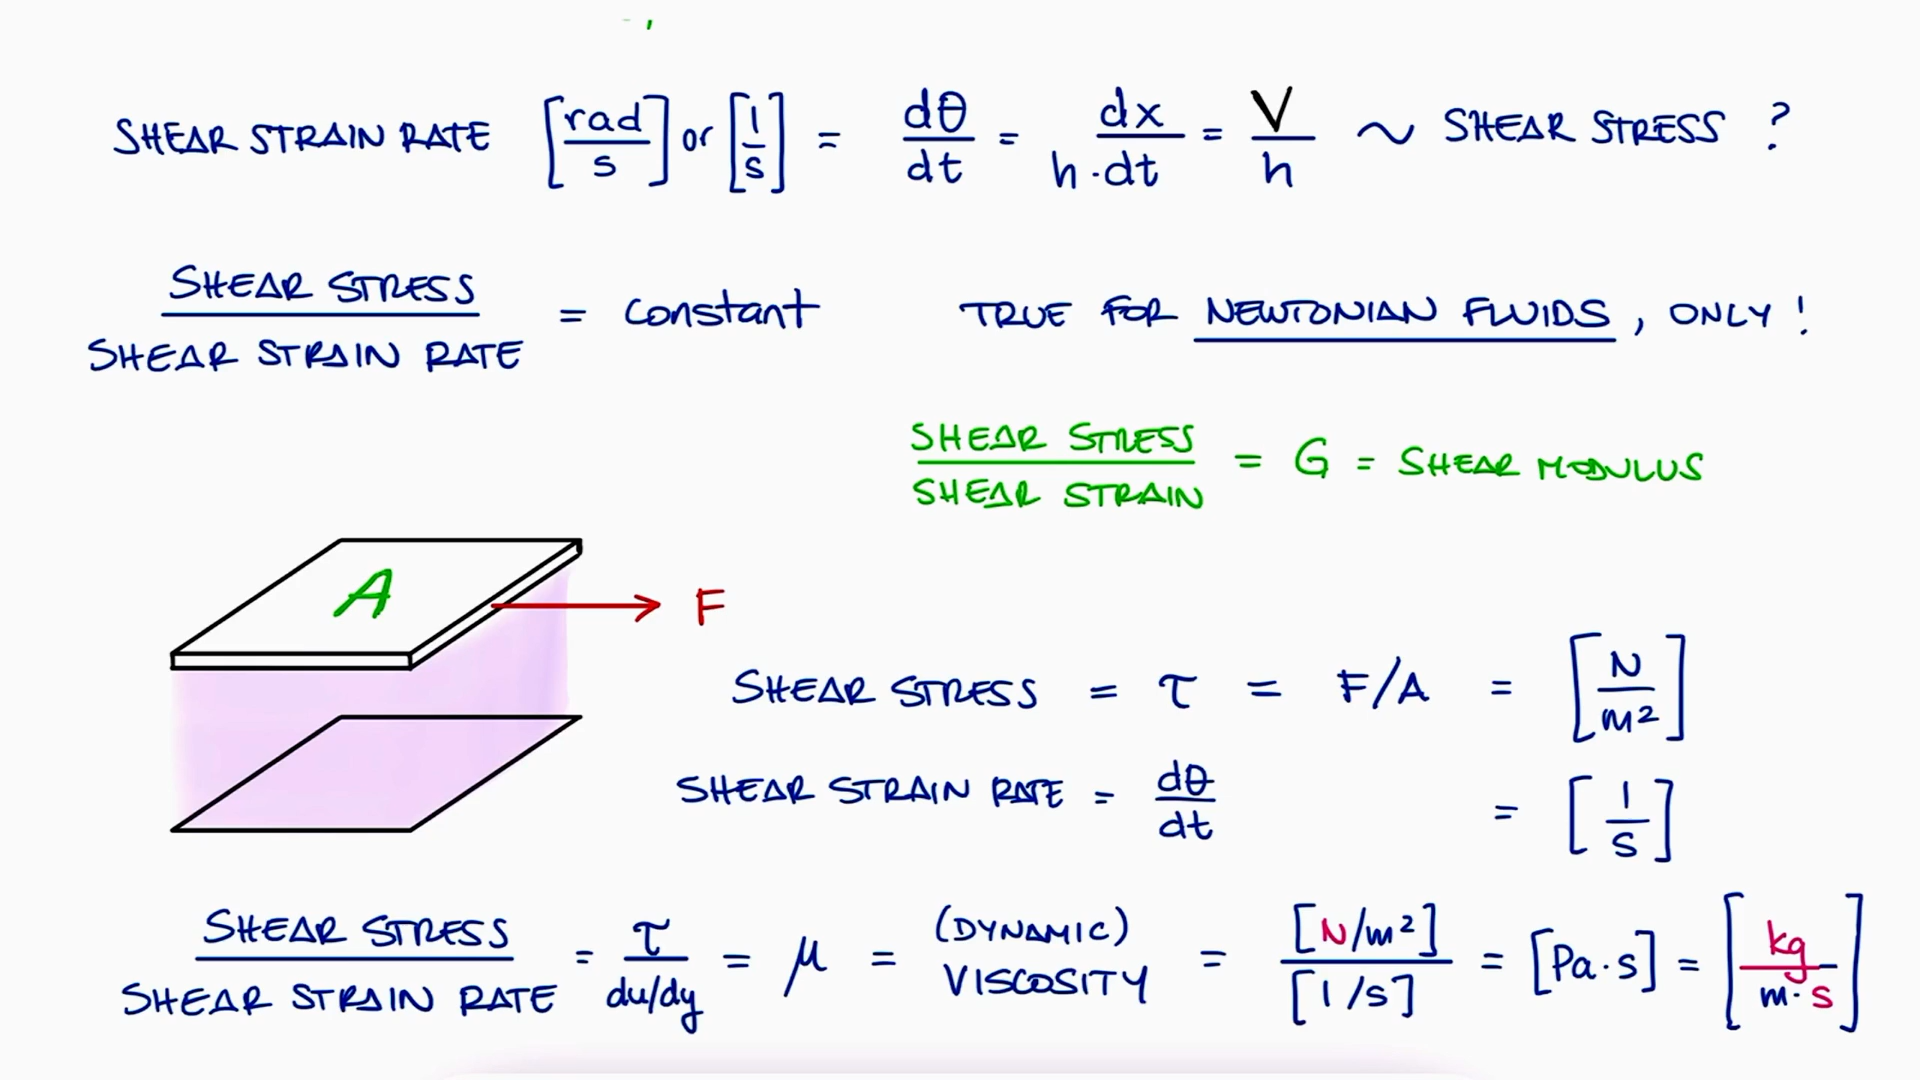 SHEAR STRAIN RATE [rad/s] or [1/s] = dθ/dt = dx/h·dt = V/h ~ SHEAR STRESS ?
SHEAR STRESS / SHEAR STRAIN RATE = constant TRUE FOR NEWTONIAN FLUIDS, ONLY!
SHEAR STRESS / SHEAR STRAIN = G = SHEAR MODULUS
A
F
SHEAR STRESS = τ = F/A = [N/m²]
SHEAR STRAIN RATE = dθ/dt = [1/s]
SHEAR STRESS / SHEAR STRAIN RATE = τ / du/dy = μ = (DYNAMIC) VISCOSITY = [N/m²] / [1/s] = [Pa·s] = [kg/m·s]